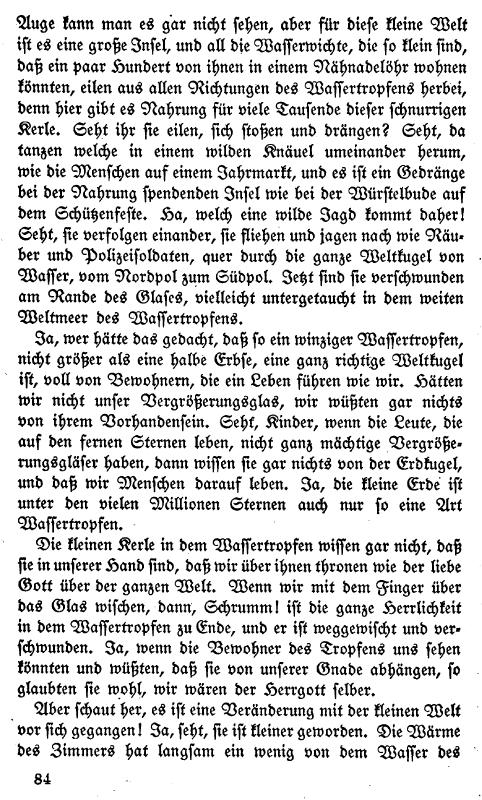 Auge kann man es gar nicht sehen, aber für diese kleine Welt
ist es eine große Insel, und all die Wasserwichte, die so klein sind,
daß ein paar Hundert von ihnen in einem Nähnadelöhr wohnen
könnten, eilen aus allen Richtungen des Wassertropfens herbei,
denn hier gibt es Nahrung für viele Tausende dieser schnurrigen
Kerle. Seht ihr sie eilen, sich stoßen und drängen? Seht, da
tanzen welche in einem wilden Knäuel umeinander herum,
wie die Menschen auf einem Jahrmarkt, und es ist ein Gedränge
bei der Nahrung spendenden Insel wie bei der Würstelbude auf
dem Schützenfeste. Ha, welch eine wilde Jagd kommt daher!
Seht, sie verfolgen einander, sie fliehen und jagen nach wie Räu-
ber und Polizeisoldaten, quer durch die ganze Weltkugel von
Wasser, vom Nordpol zum Südpol. Jetzt sind sie verschwunden
am Rande des Glases, vielleicht untergetaucht in dem weiten
Weltmeer des Wassertropfens.
Ja, wer hätte das gedacht, daß so ein winziger Wassertropfen,
nicht größer als eine halbe Erbse, eine ganz richtige Weltkugel
ist, voll von Bewohnern, die ein Leben führen wie wir. Hätten
wir nicht unser Vergrößerungsglas, wir wüßten gar nichts
von ihrem Vorhandensein. Seht, Kinder, wenn die Leute, die
auf den fernen Sternen leben, nicht ganz mächtige Vergröße-
rungsgläser haben, dann wissen sie gar nichts von der Erdkugel,
und daß wir Menschen darauf leben. Ja, die kleine Erde ist
unter den vielen Millionen Sternen auch nur so eine Art
Wassertropfen.
Die kleinen Kerle in dem Wassertropfen wissen gar nicht, daß
sie in unserer Hand sind, daß wir über ihnen thronen wie der liebe
Gott über der ganzen Welt. Wenn wir mit dem Finger über
das Glas wischen, dann, Schrumm! ist die ganze Herrlichkeit
in dem Wassertropfen zu Ende, und er ist weggewischt und ver-
schwunden. Ja, wenn die Bewohner des Tropfens uns sehen
könnten und wüßten, daß sie von unserer Gnade abhängen, so
glaubten sie wohl, wir wären der Herrgott selber.
Aber schaut her, es ist eine Veränderung mit der kleinen Welt
vor sich gegangen! Ja, seht, sie ist kleiner geworden. Die Wärme
des Zimmers hat langsam ein wenig von dem Wasser des
84